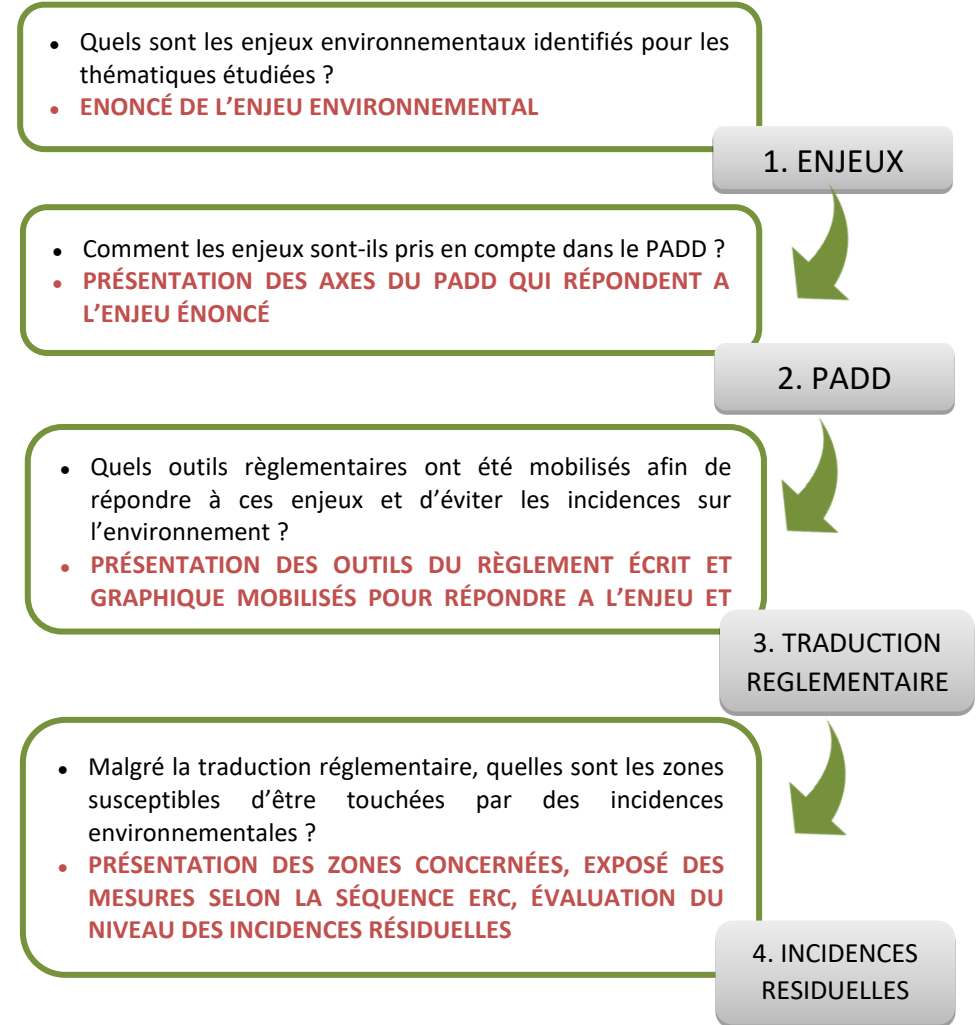 Quels sont les enjeux environnementaux identifiés pour les
thématiques étudiées ?
ENONCÉ DE L’ENJEU ENVIRONNEMENTAL
1. ENJEUX
Comment les enjeux sont-ils pris en compte dans le PADD ?
PRÉSENTATION DES AXES DU PADD QUI RÉPONDENT A
L’ENJEU ÉNONCÉ
2. PADD
Quels outils règlementaires ont été mobilisés afin de
répondre à ces enjeux et d’éviter les incidences sur
l’environnement ?
PRÉSENTATION DES OUTILS DU RÈGLEMENT ÉCRIT ET
GRAPHIQUE MOBILISÉS POUR RÉPONDRE A L’ENJEU ET
3. TRADUCTION
REGLEMENTAIRE
Malgré la traduction réglementaire, quelles sont les zones
susceptibles d’être touchées par des incidences
environnementales ?
PRÉSENTATION DES ZONES CONCERNÉES, EXPOSÉ DES
MESURES SELON LA SÉQUENCE ERC, ÉVALUATION DU
NIVEAU DES INCIDENCES RÉSIDUELLES
4. INCIDENCES
RESIDUELLES